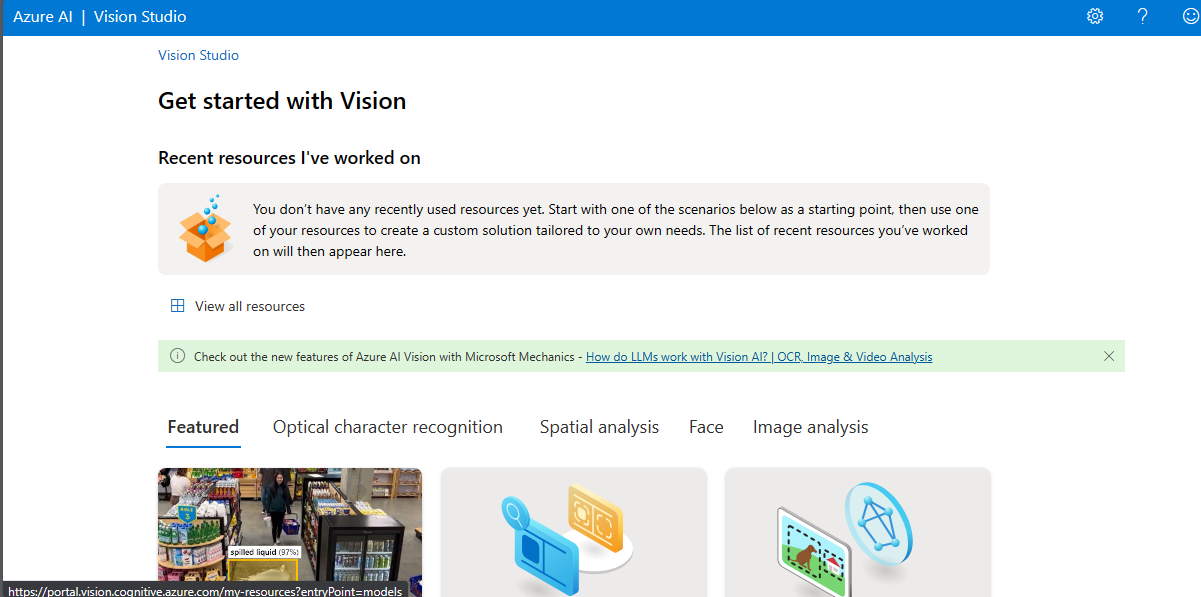 Azure AI | Vision Studio
Vision Studio
Get started with Vision
Recent resources I've worked on
You don't have any recently used resources yet. Start with one of the scenarios below as a starting point, then use one
of your resources to create a custom solution tailored to your own needs. The list of recent resources you've worked
on will then appear here.
View all resources
Check out the new features of Azure AI Vision with Microsoft Mechanics - How do LLMs work with Vision AI? | OCR, Image & Video Analysis
Featured Optical character recognition Spatial analysis Face Image analysis
AISLE
3
spilled liquid (97%)
https://portal.vision.cognitive.azure.com/my-resources?entryPoint=models